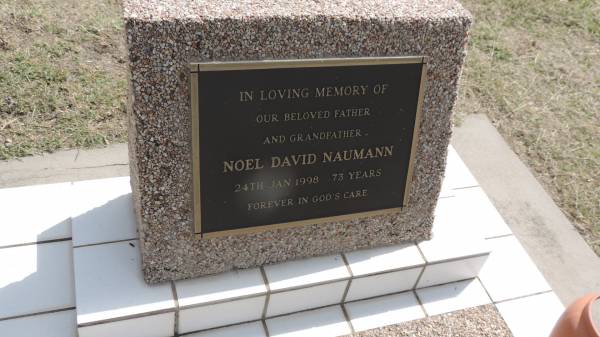 IN LOVING MEMORY OF
OUR BELOVED FATHER
AND GRANDFATHER
NOEL DAVID NAUMANN
24TH JAN 1998 73 YEARS
FOREVER IN GOD'S CARE